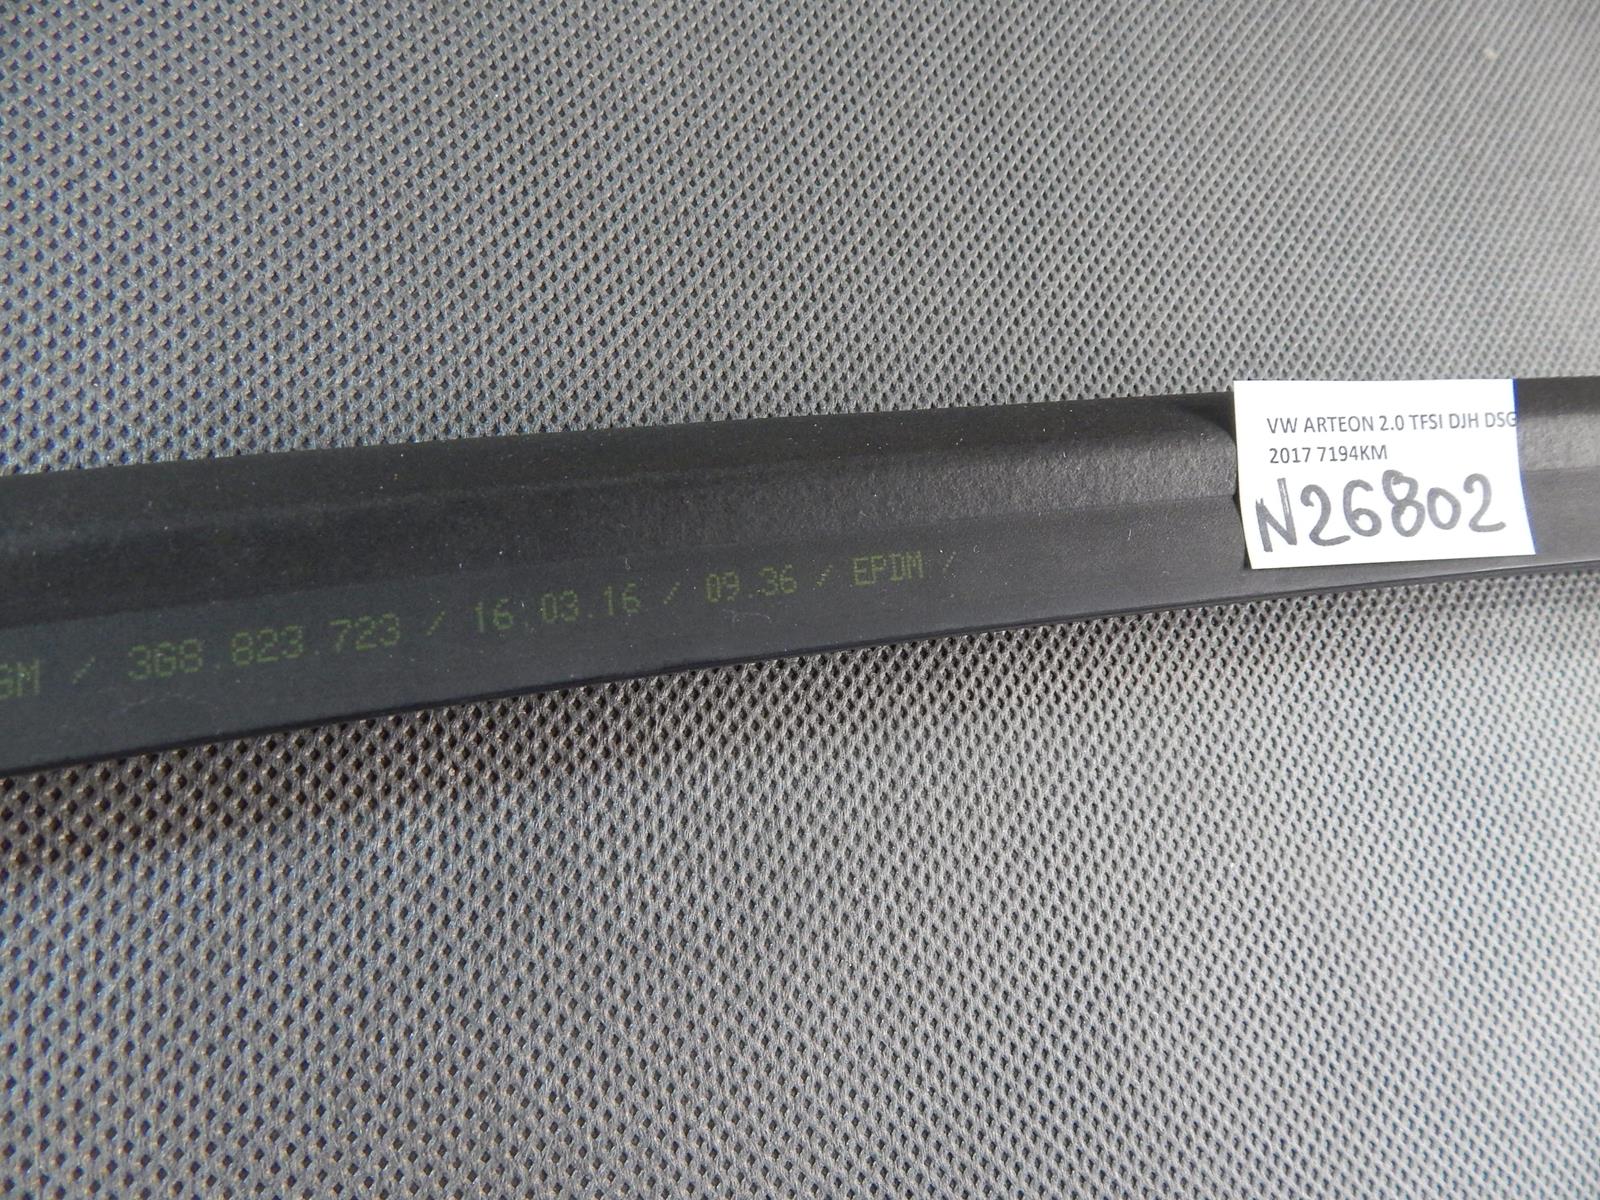 VW ARTEON 2.0 TFSI DJH DSG
2017 7194KM
N26802
/ 3G8.823.723 / 16.03.16 / 09.36 / EPDM /